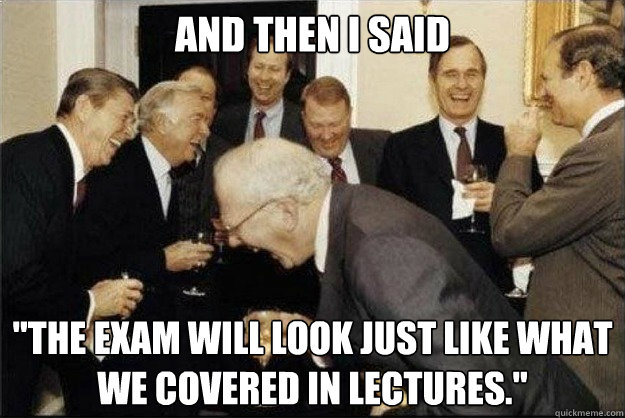 AND THEN I SAID
"THE EXAM WILL LOOK JUST LIKE WHAT
WE COVERED IN LECTURES."
quickmeme.com